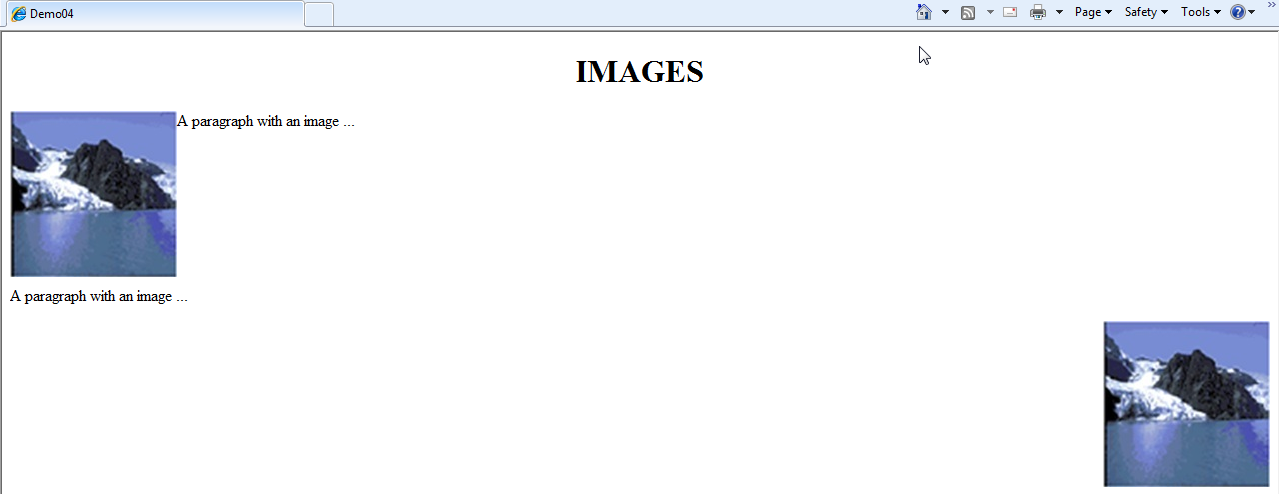 Demo04
Page Safety Tools
IMAGES
A paragraph with an image ...
A paragraph with an image ...